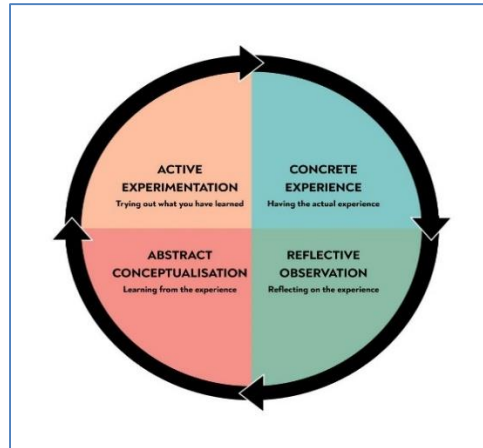 ACTIVE
EXPERIMENTATION
Trying out what you have learned
CONCRETE
EXPERIENCE
Having the actual experience
ABSTRACT
CONCEPTUALISATION
Learning from the experience
REFLECTIVE
OBSERVATION
Reflecting on the experience